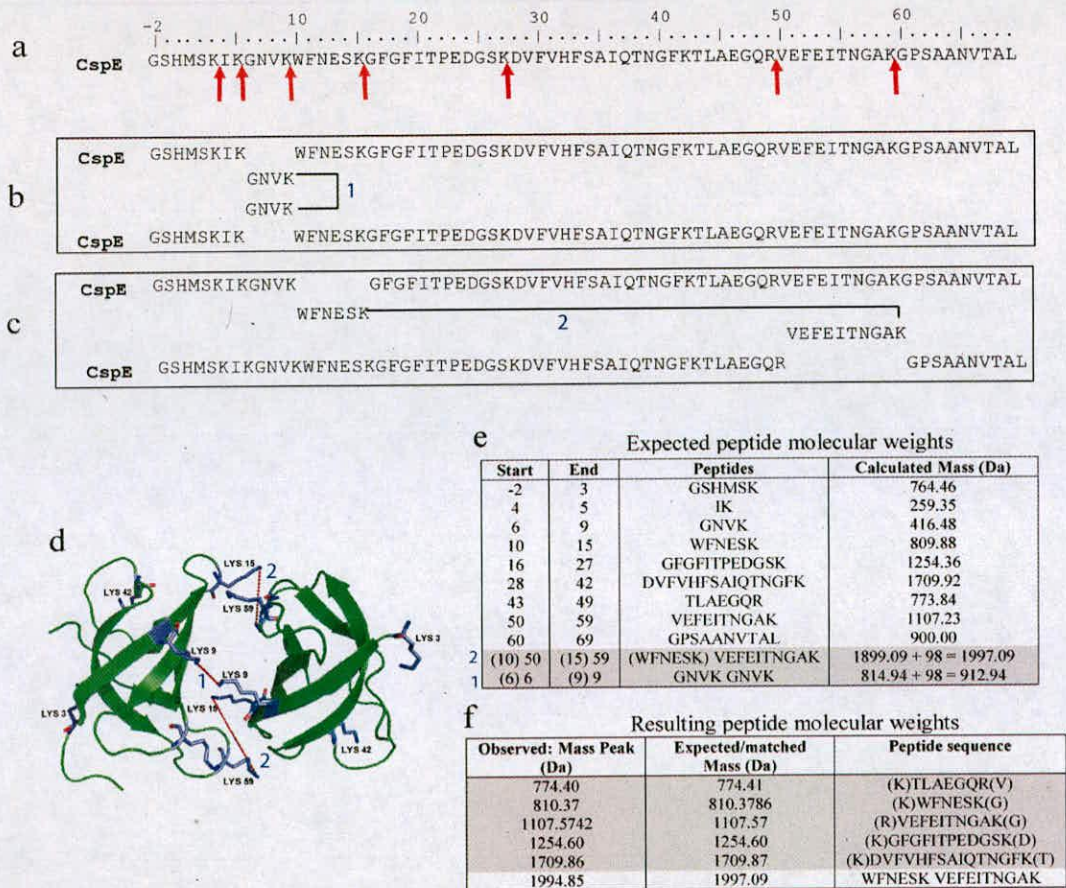 -2 10 20 30 40 50 60
a
CspE GSHMSKIKGNVKWFNESKGFGFITPEDGSKDVFVHFSAIQTNGFKTLAEGQRVEFEITNGAKGPSAANVTAL
b
CspE GSHMSKIK WFNESKGFGFITPEDGSKDVFVHFSAIQTNGFKTLAEGQRVEFEITNGAKGPSAANVTAL
GNVK 1
GNVK
CspE GSHMSKIK WFNESKGFGFITPEDGSKDVFVHFSAIQTNGFKTLAEGQRVEFEITNGAKGPSAANVTAL
c
CspE GSHMSKIKGNVK GFGFITPEDGSKDVFVHFSAIQTNGFKTLAEGQRVEFEITNGAKGPSAANVTAL
WFNESK 2
VEFEITNGAK
CspE GSHMSKIKGNVKWFNESKGFGFITPEDGSKDVFVHFSAIQTNGFKTLAEGQR GPSAANVTAL
d
LYS 15 2
LYS 42
LYS 59
LYS 3
LYS 9
1 LYS 9
LYS 15
LYS 3
LYS 42
2
LYS 59
e Expected peptide molecular weights
Start End Peptides Calculated Mass (Da)
-2 3 GSHMSK 764.46
4 5 IK 259.35
6 9 GNVK 416.48
10 15 WFNESK 809.88
16 27 GFGFITPEDGSK 1254.36
28 42 DVFVHFSAIQTNGFK 1709.92
43 49 TLAEGQR 773.84
50 59 VEFEITNGAK 1107.23
60 69 GPSAANVTAL 900.00
2 (10) 50 (15) 59 (WFNESK) VEFEITNGAK 1899.09 + 98 = 1997.09
1 (6) 6 (9) 9 GNVK GNVK 814.94 + 98 = 912.94
f Resulting peptide molecular weights
Observed: Mass Peak (Da) Expected/matched Mass (Da) Peptide sequence
774.40 774.41 (K)TLAEGQR(V)
810.37 810.3786 (K)WFNESK(G)
1107.5742 1107.57 (R)VEFEITNGAK(G)
1254.60 1254.60 (K)GFGFITPEDGSK(D)
1709.86 1709.87 (K)DVFVHFSAIQTNGFK(T)
1994.85 1997.09 WFNESK VEFEITNGAK